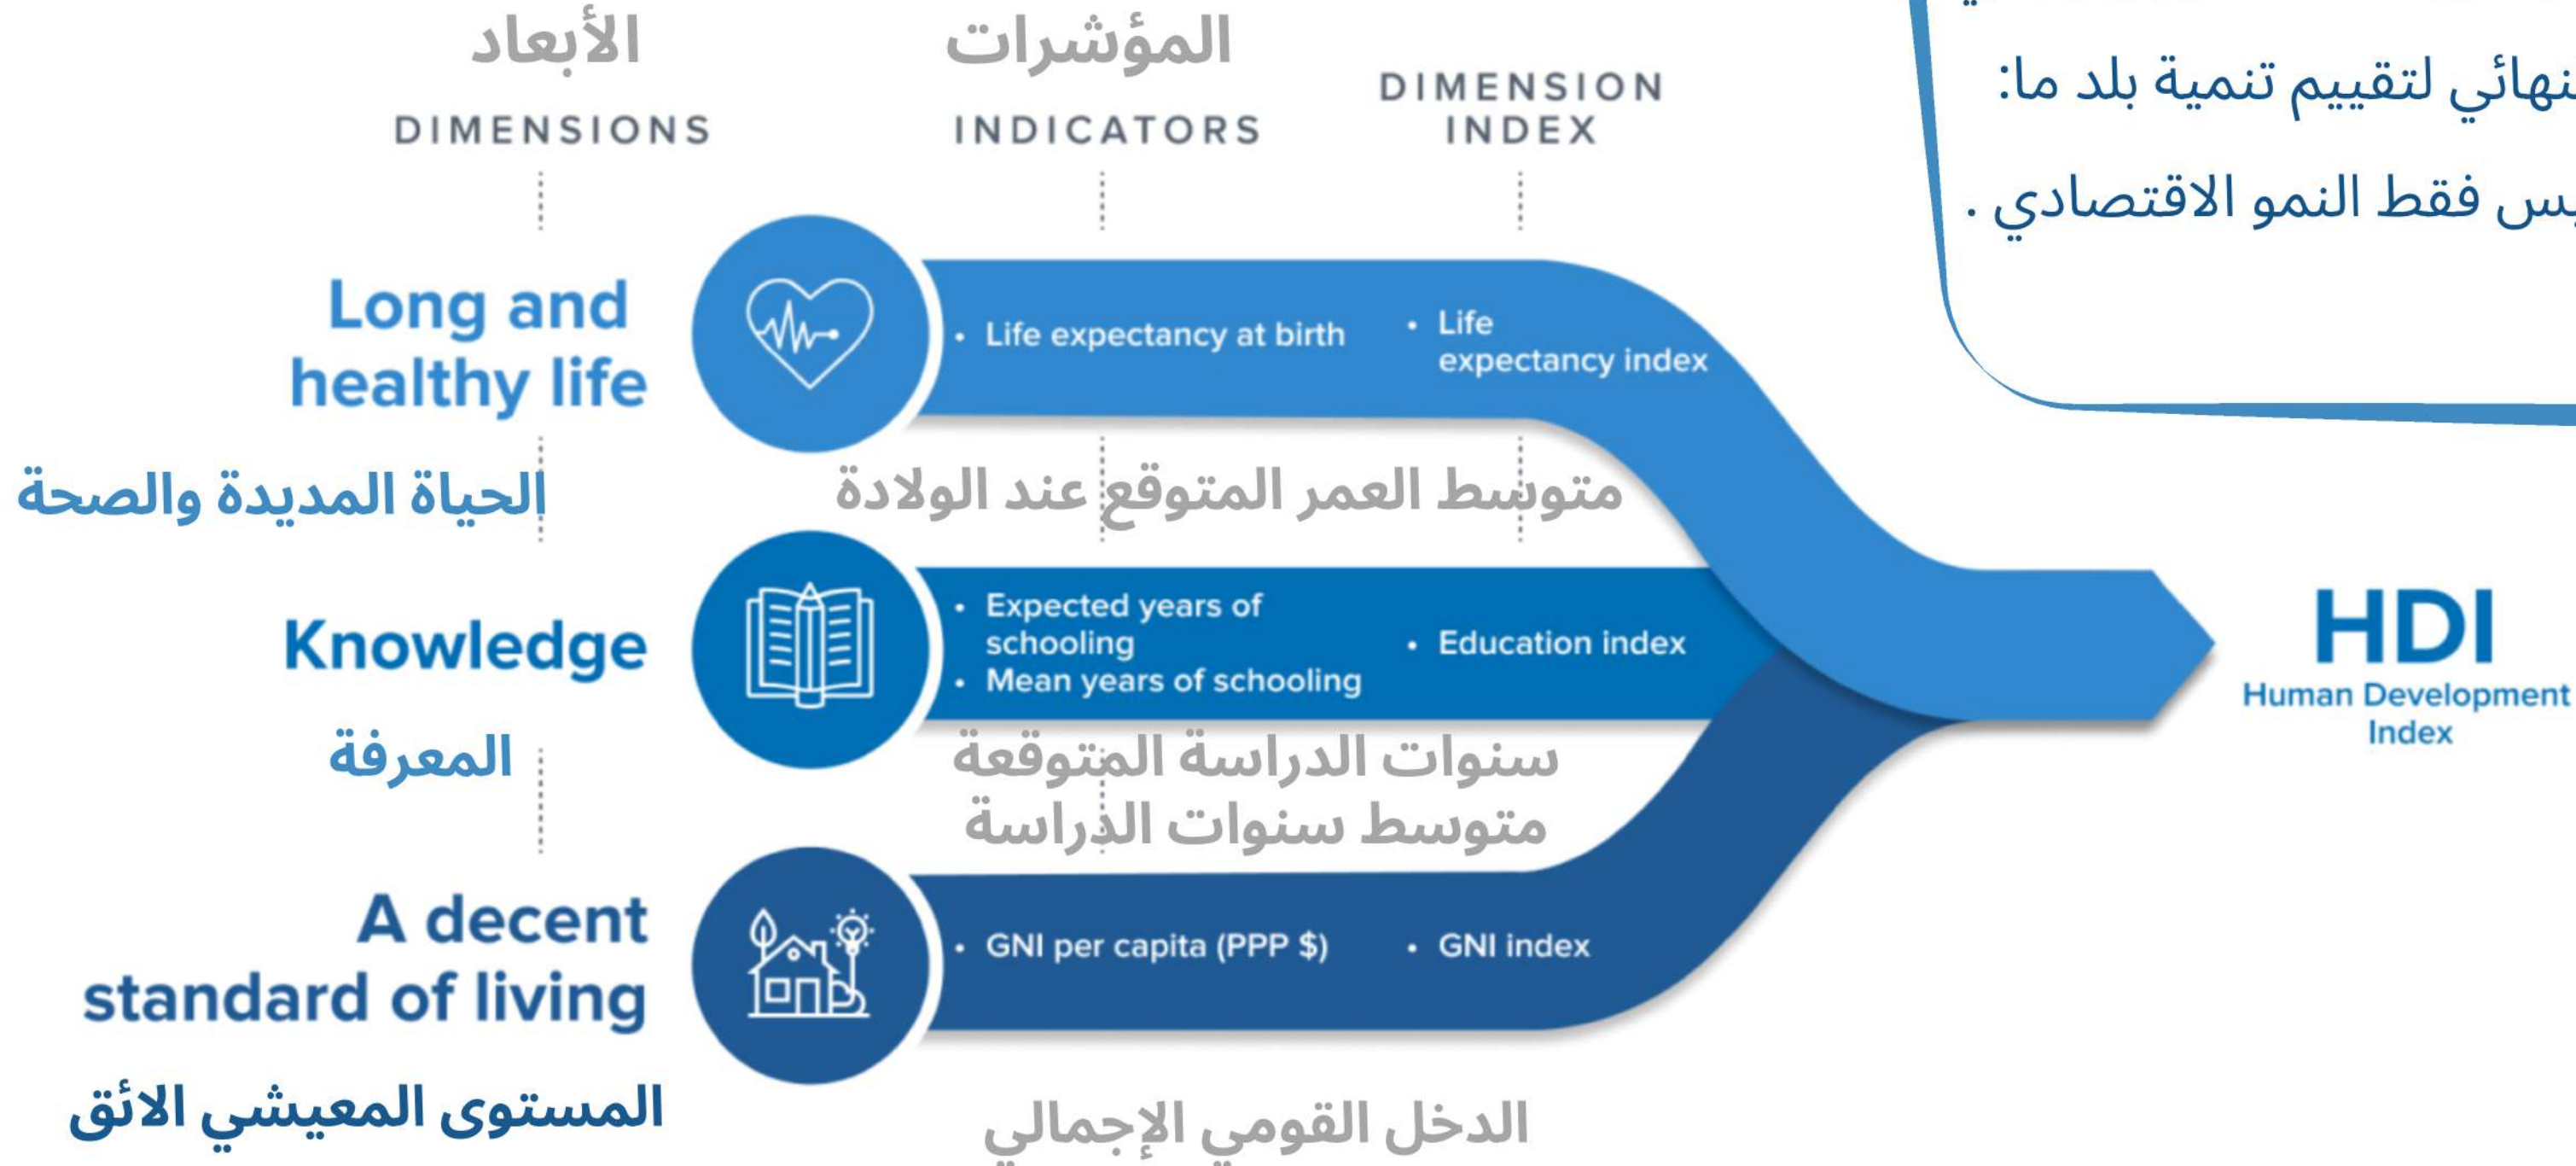 الأبعاد
المؤشرات
DIMENSIONS
INDICATORS
DIMENSION
INDEX
لتقييم تنمية بلد ما:
فقط النمو الاقتصادي .
Long and
healthy life
• Life expectancy at birth
• Life
expectancy index
الحياة المديدة والصحة
متوسط العمر المتوقع عند الولادة
Knowledge
• Expected years of
schooling
• Mean years of schooling
• Education index
المعرفة
سنوات الدراسة المتوقعة
متوسط سنوات الدراسة
HDI
Human Development
Index
A decent
standard of living
• GNI per capita (PPP $)
• GNI index
المستوى المعيشي الائق
الدخل القومي الإجمالي